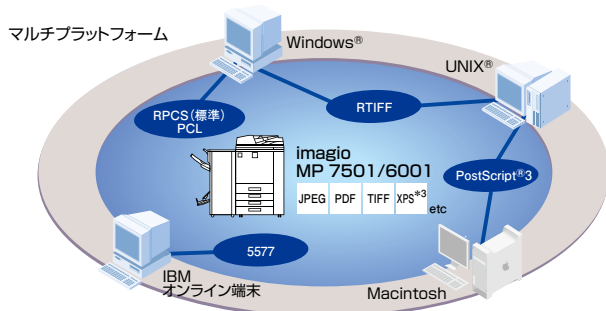 マルチプラットフォーム
Windows®
UNIX®
RPCS（標準）
PCL
RTIFF
imagio
MP 7501/6001
JPEG PDF TIFF XPS*3 etc
PostScript®3
5577
IBM
オンライン端末
Macintosh